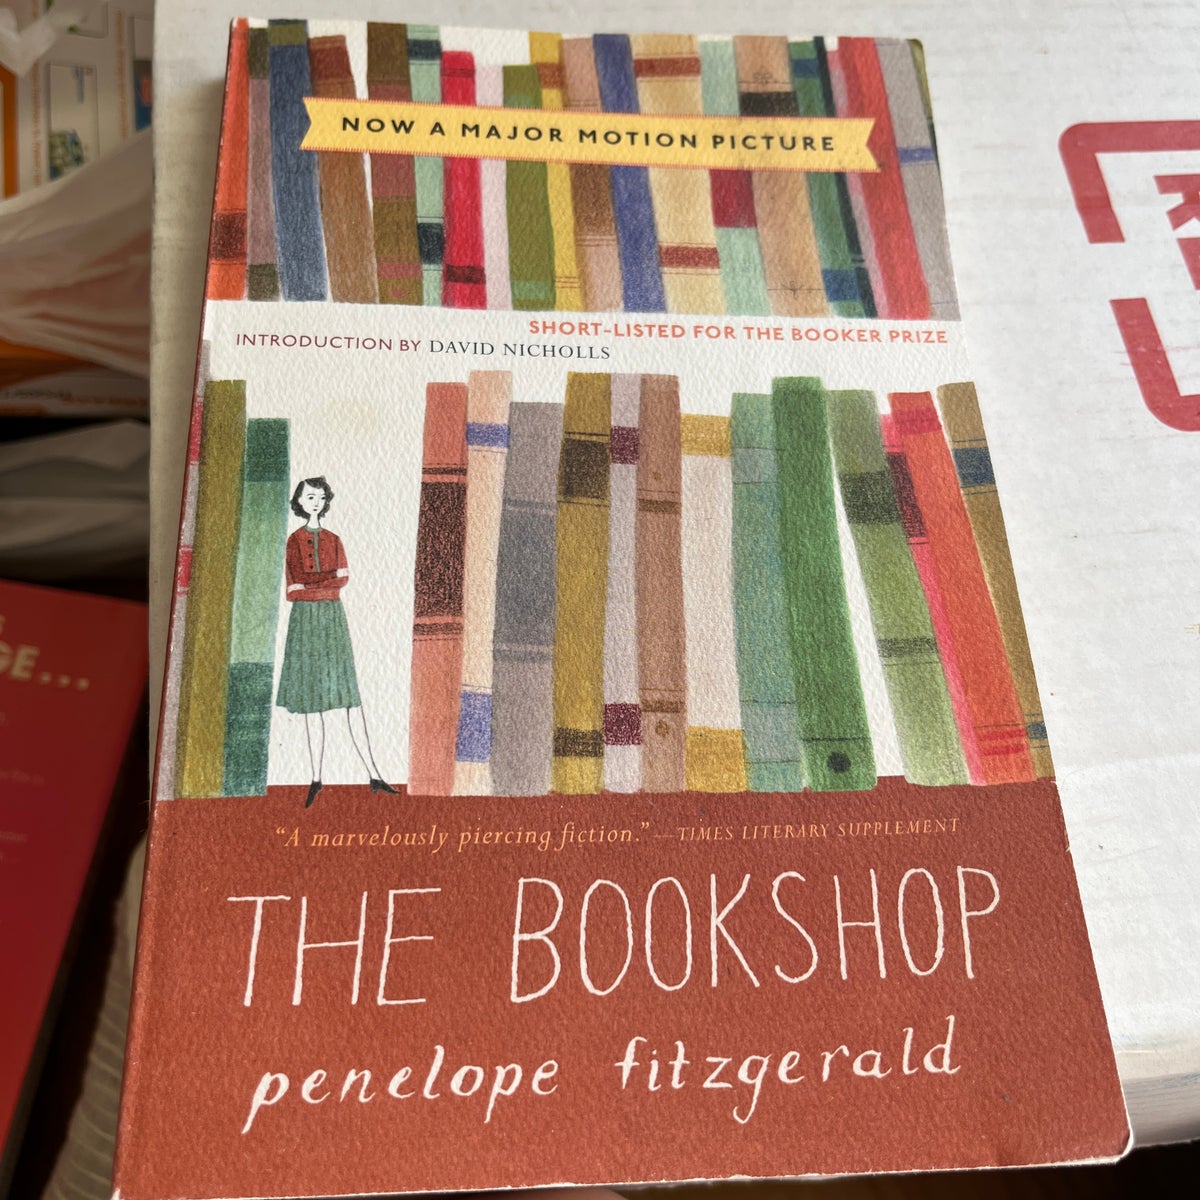 NOW A MAJOR MOTION PICTURE
SHORT-LISTED FOR THE BOOKER PRIZE
INTRODUCTION BY DAVID NICHOLLS
"A marvelously piercing fiction." —TIMES LITERARY SUPPLEMENT
THE BOOKSHOP
penelope fitzgerald